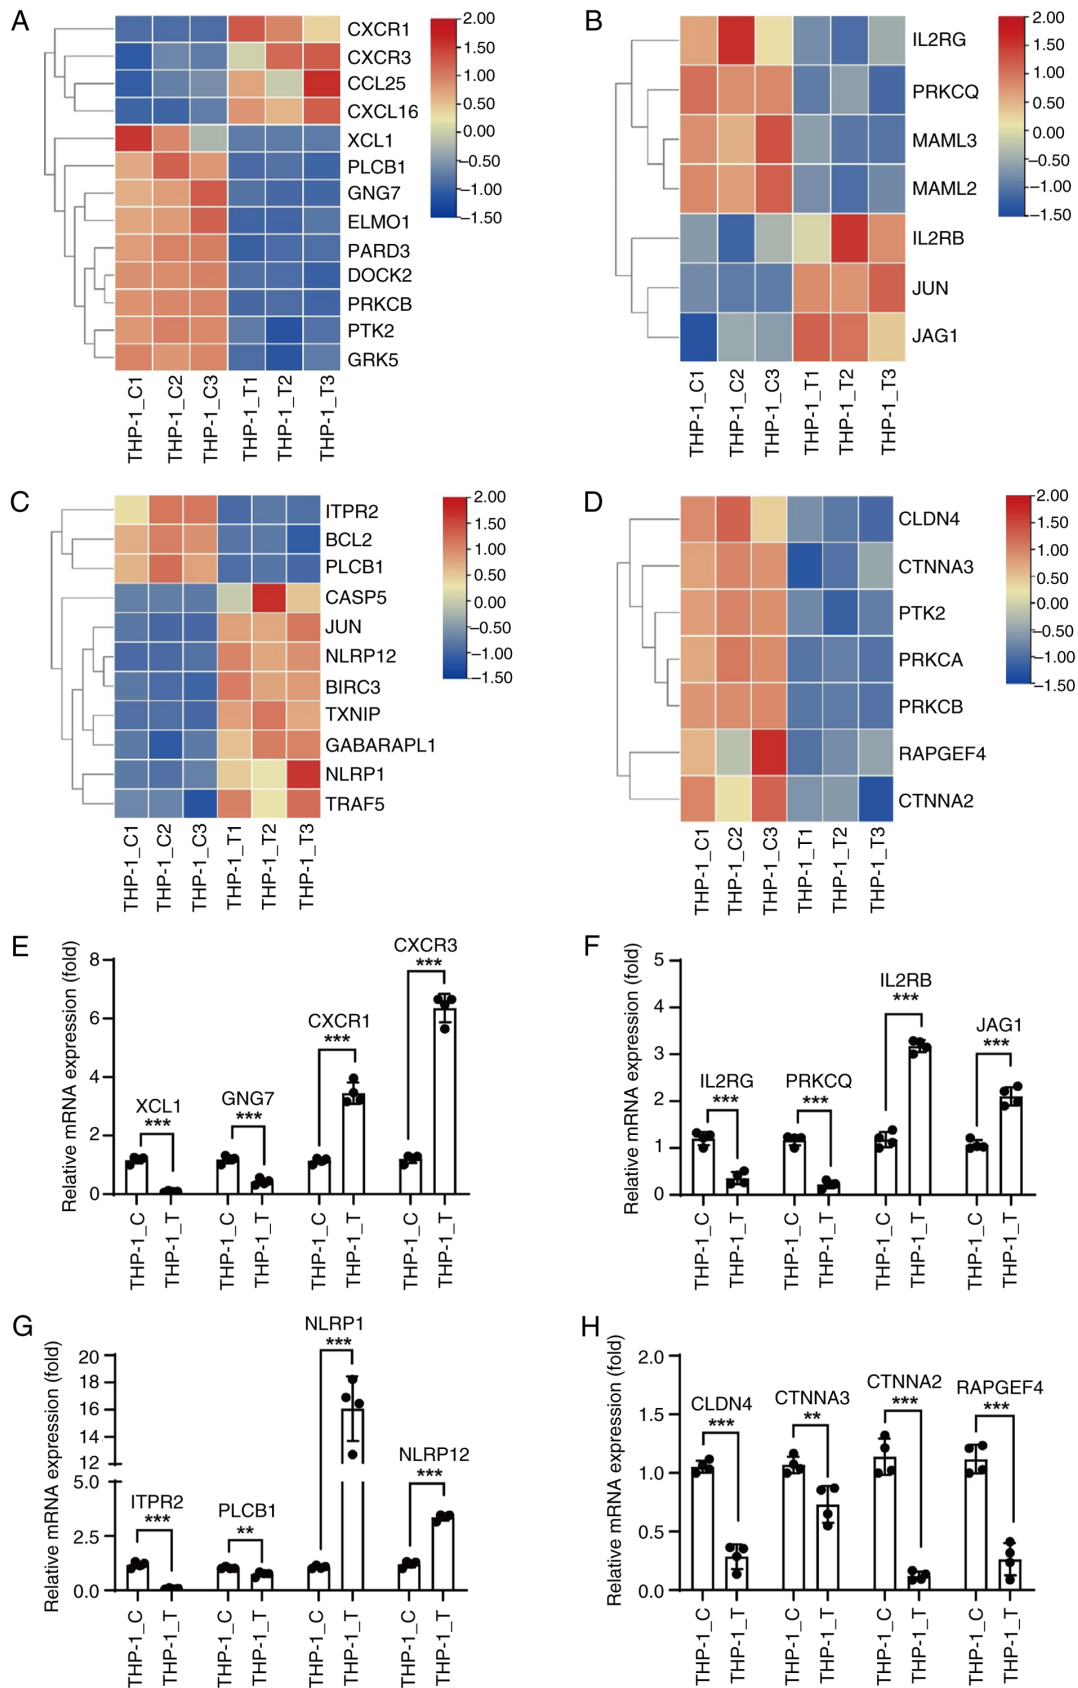 A
CXCR1
CXCR3
CCL25
CXCL16
XCL1
PLCB1
GNG7
ELMO1
PARD3
DOCK2
PRKCB
PTK2
GRK5
2.00
1.50
1.00
0.50
0.00
−0.50
−1.00
−1.50
THP-1_C1
THP-1_C2
THP-1_C3
THP-1_T1
THP-1_T2
THP-1_T3
B
IL2RG
PRKCQ
MAML3
MAML2
IL2RB
JUN
JAG1
2.00
1.50
1.00
0.50
0.00
−0.50
−1.00
−1.50
THP-1_C1
THP-1_C2
THP-1_C3
THP-1_T1
THP-1_T2
THP-1_T3
C
ITPR2
BCL2
PLCB1
CASP5
JUN
NLRP12
BIRC3
TXNIP
GABARAPL1
NLRP1
TRAF5
2.00
1.50
1.00
0.50
0.00
−0.50
−1.00
−1.50
THP-1_C1
THP-1_C2
THP-1_C3
THP-1_T1
THP-1_T2
THP-1_T3
D
CLDN4
CTNNA3
PTK2
PRKCA
PRKCB
RAPGEF4
CTNNA2
2.00
1.50
1.00
0.50
0.00
−0.50
−1.00
−1.50
THP-1_C1
THP-1_C2
THP-1_C3
THP-1_T1
THP-1_T2
THP-1_T3
E
Relative mRNA expression (fold)
8
6
4
2
0
XCL1
***
GNG7
***
CXCR1
***
CXCR3
***
THP-1_C
THP-1_T
THP-1_C
THP-1_T
THP-1_C
THP-1_T
THP-1_C
THP-1_T
F
Relative mRNA expression (fold)
5
4
3
2
1
0
IL2RG
***
PRKCQ
***
IL2RB
***
JAG1
***
THP-1_C
THP-1_T
THP-1_C
THP-1_T
THP-1_C
THP-1_T
THP-1_C
THP-1_T
G
Relative mRNA expression (fold)
20
18
16
14
12
5.0
2.5
0.0
ITPR2
***
PLCB1
**
NLRP1
***
NLRP12
***
THP-1_C
THP-1_T
THP-1_C
THP-1_T
THP-1_C
THP-1_T
THP-1_C
THP-1_T
H
Relative mRNA expression (fold)
2.0
1.5
1.0
0.5
0.0
CLDN4
***
CTNNA3
**
CTNNA2
***
RAPGEF4
***
THP-1_C
THP-1_T
THP-1_C
THP-1_T
THP-1_C
THP-1_T
THP-1_C
THP-1_T